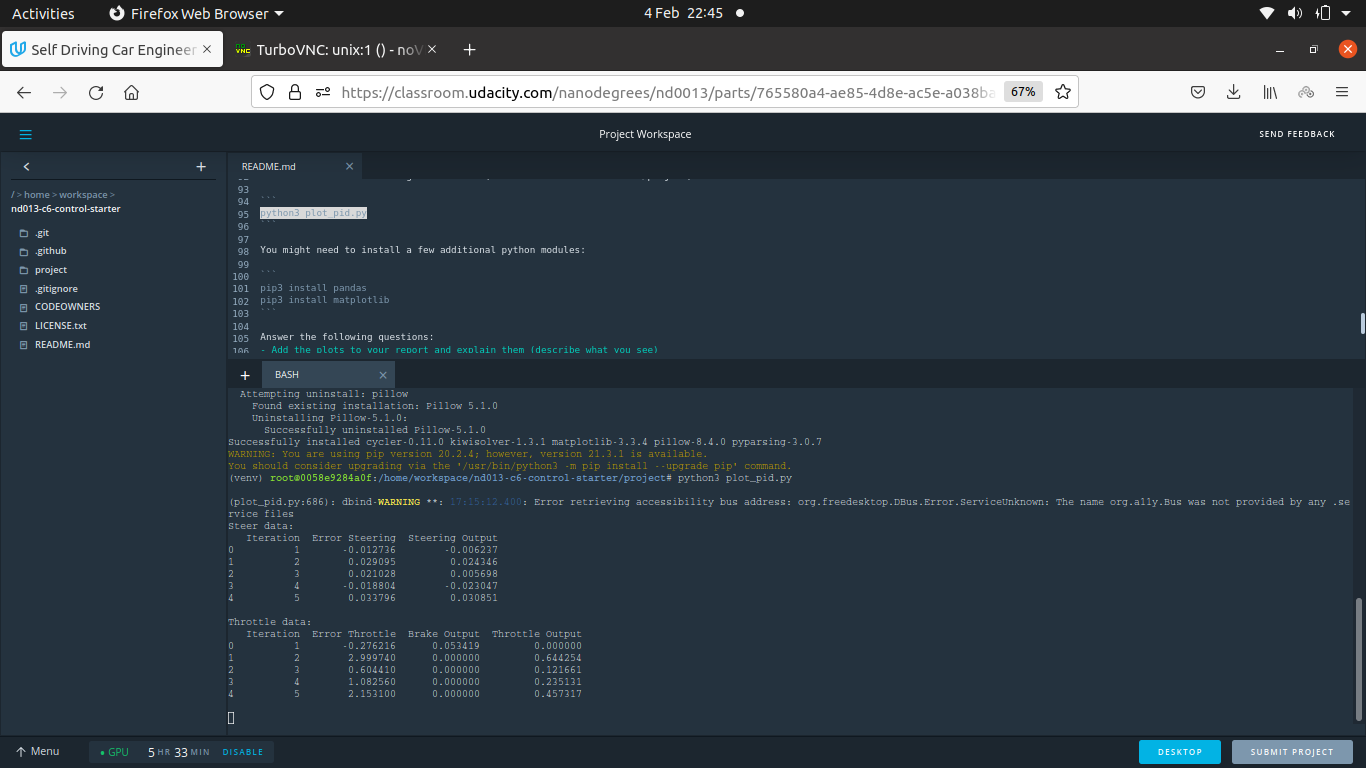 Activities
Firefox Web Browser
4 Feb 22:45
Self Driving Car Engineer
TurboVNC: unix:1 () - noV
https://classroom.udacity.com/nanodegrees/nd0013/parts/765580a4-ae85-4d8e-ac5e-a038ba
67%
Project Workspace
SEND FEEDBACK
/ > home > workspace >
nd013-c6-control-starter
.git
.github
project
.gitignore
CODEOWNERS
LICENSE.txt
README.md
README.md
93
94 ```
95 python3 plot_pid.py
96 ```
97
98 You might need to install a few additional python modules:
99
100 ```
101 pip3 install pandas
102 pip3 install matplotlib
103 ```
104
105 Answer the following questions:
106 - Add the plots to your report and explain them (describe what you see)
BASH
Attempting uninstall: pillow
Found existing installation: Pillow 5.1.0
Uninstalling Pillow-5.1.0:
Successfully uninstalled Pillow-5.1.0
Successfully installed cycler-0.11.0 kiwisolver-1.3.1 matplotlib-3.3.4 pillow-8.4.0 pyparsing-3.0.7
WARNING: You are using pip version 20.2.4; however, version 21.3.1 is available.
You should consider upgrading via the '/usr/bin/python3 -m pip install --upgrade pip' command.
(venv) root@0058e9284a0f:/home/workspace/nd013-c6-control-starter/project# python3 plot_pid.py
(plot_pid.py:686): dbind-WARNING **: 17:15:12.400: Error retrieving accessibility bus address: org.freedesktop.DBus.Error.ServiceUnknown: The name org.a11y.Bus was not provided by any .se
rvice files
Steer data:
Iteration Error Steering Steering Output
0 1 -0.012736 -0.006237
1 2 0.029095 0.024346
2 3 0.021028 0.005698
3 4 -0.018804 -0.023047
4 5 0.033796 0.030851
Throttle data:
Iteration Error Throttle Brake Output Throttle Output
0 1 -0.276216 0.053419 0.000000
1 2 2.999740 0.000000 0.644254
2 3 0.604410 0.000000 0.121661
3 4 1.082560 0.000000 0.235131
4 5 2.153100 0.000000 0.457317
Menu
GPU
5 HR 33 MIN
DISABLE
DESKTOP
SUBMIT PROJECT